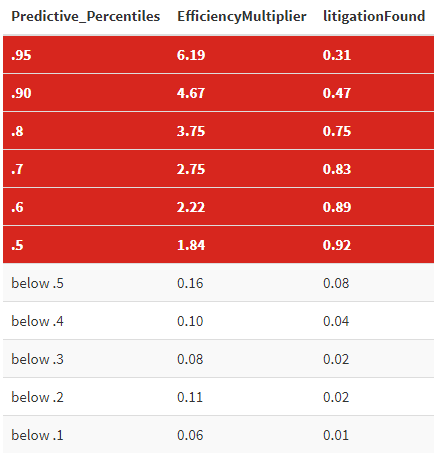 Predictive_Percentiles EfficiencyMultiplier litigationFound
.95 6.19 0.31
.90 4.67 0.47
.8 3.75 0.75
.7 2.75 0.83
.6 2.22 0.89
.5 1.84 0.92
below .5 0.16 0.08
below .4 0.10 0.04
below .3 0.08 0.02
below .2 0.11 0.02
below .1 0.06 0.01